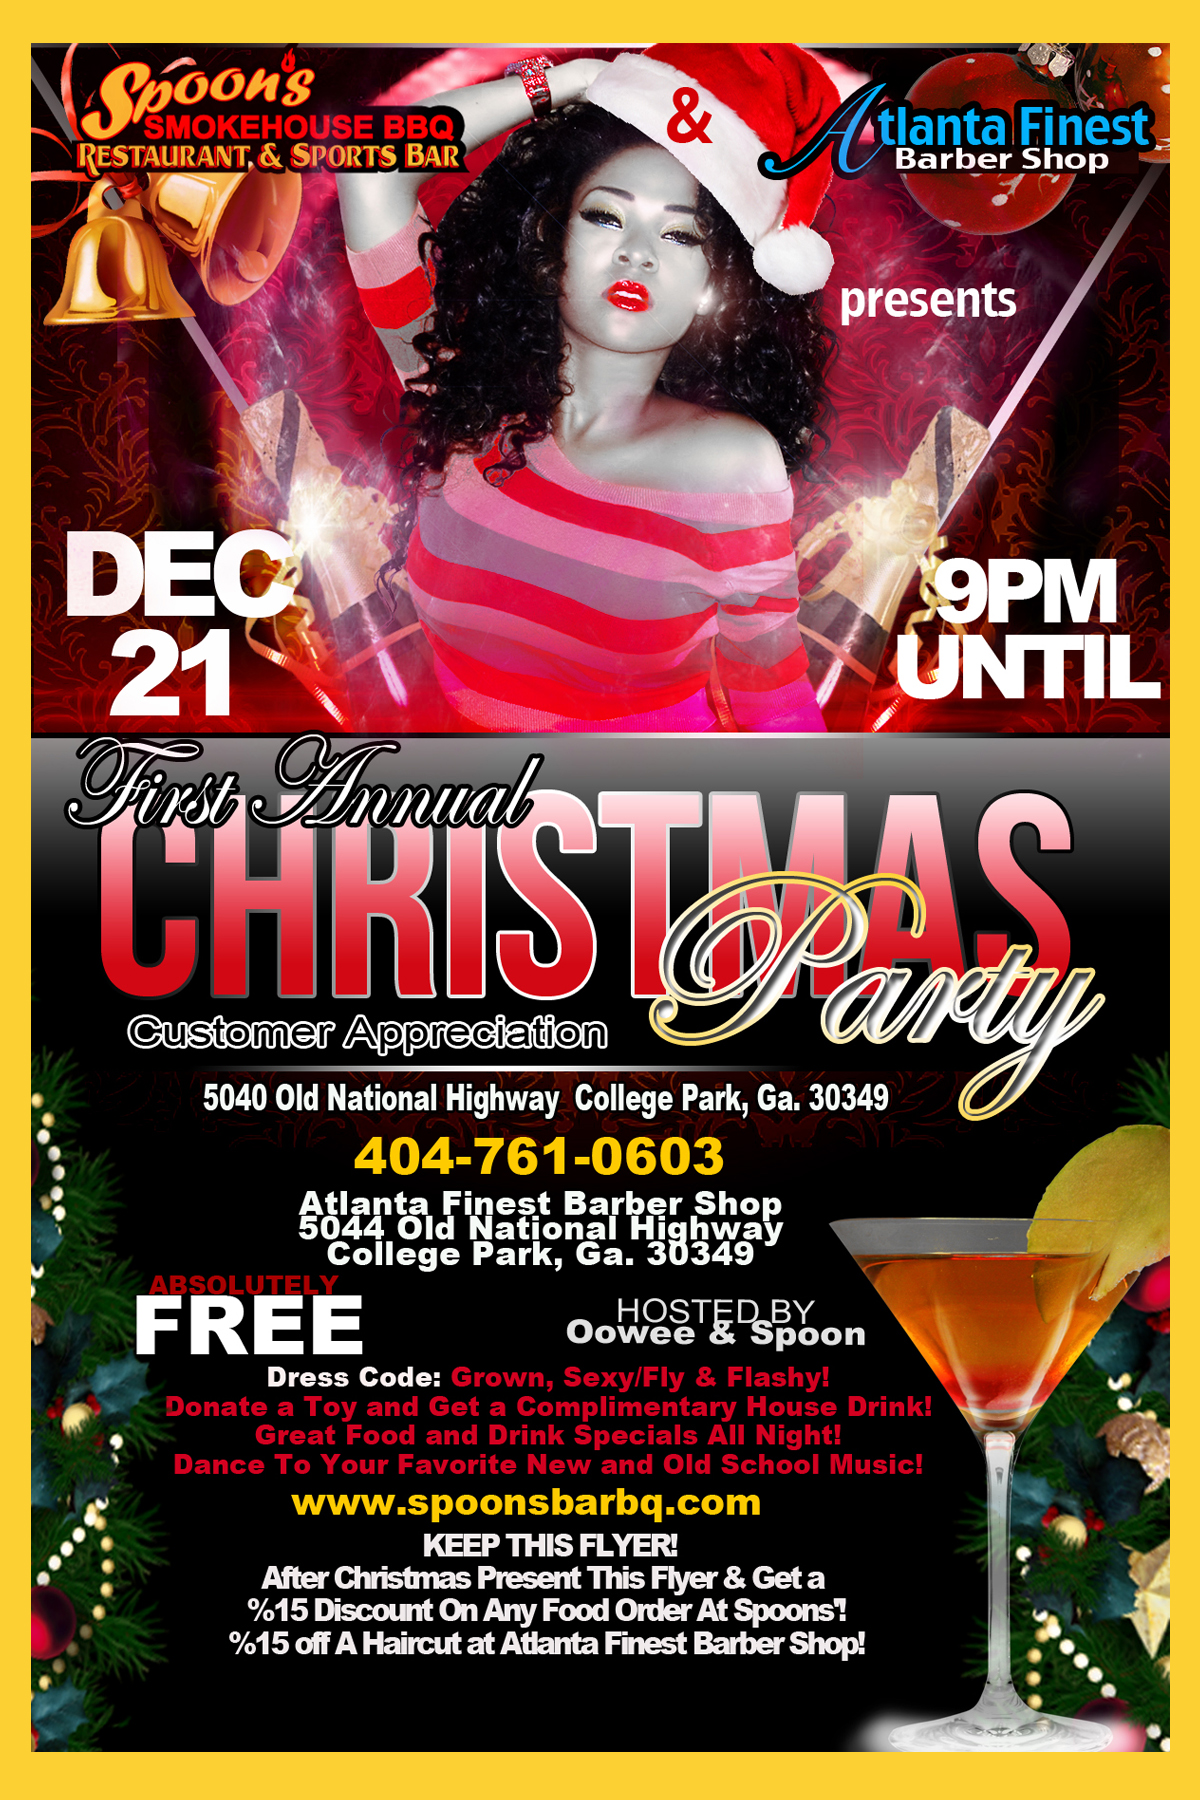 Spoon's
SMOKEHOUSE BBQ
RESTAURANT & SPORTS BAR
&
Atlanta Finest
Barber Shop
presents
DEC
21
9PM
UNTIL
First Annual
CHRISTMAS
Party
Customer Appreciation
5040 Old National Highway College Park, Ga. 30349
404-761-0603
Atlanta Finest Barber Shop
5044 Old National Highway
College Park, Ga. 30349
ABSOLUTELY
FREE
HOSTED BY
Oowee & Spoon
Dress Code: Grown, Sexy/Fly & Flashy!
Donate a Toy and Get a Complimentary House Drink!
Great Food and Drink Specials All Night!
Dance To Your Favorite New and Old School Music!
www.spoonsbarbq.com
KEEP THIS FLYER!
After Christmas Present This Flyer & Get a
%15 Discount On Any Food Order At Spoons'!
%15 off A Haircut at Atlanta Finest Barber Shop!